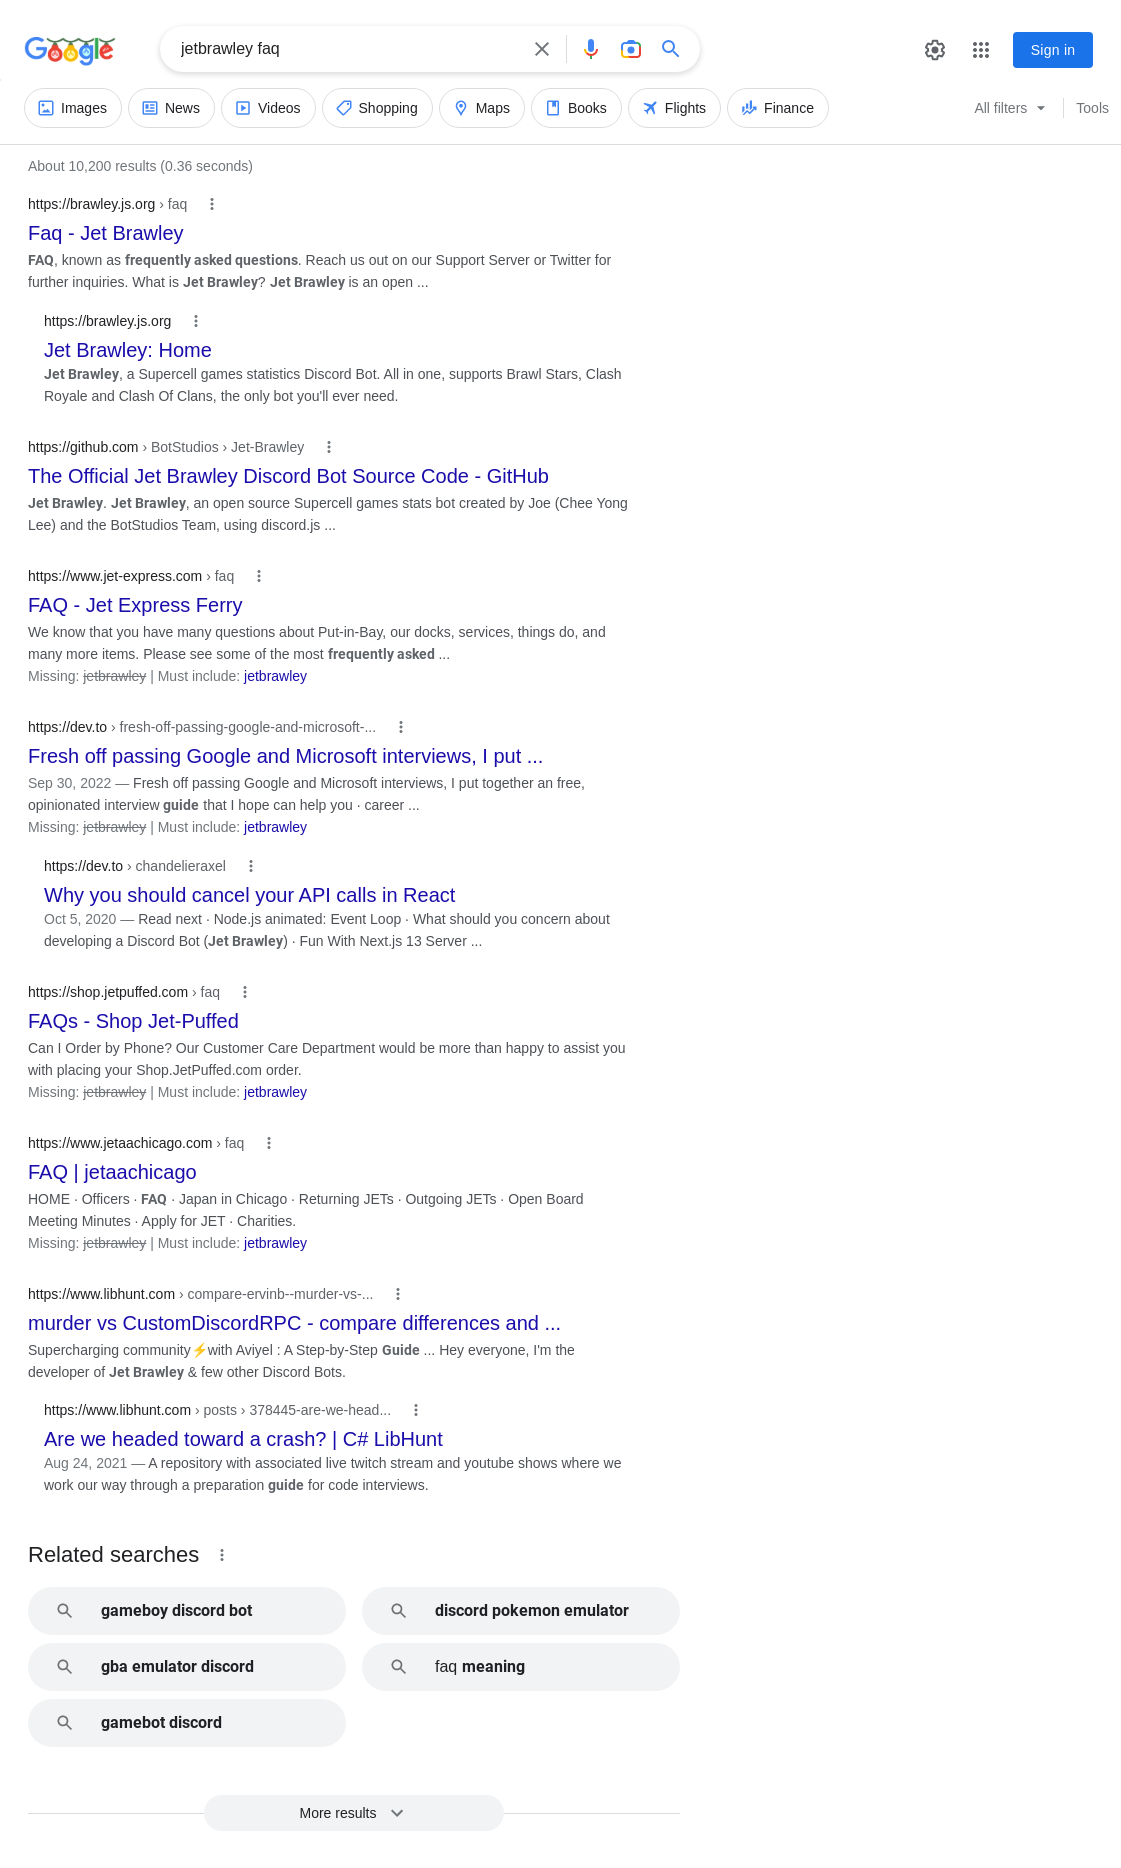 Google
jetbrawley faq
Sign in
Images
News
Videos
Shopping
Maps
Books
Flights
Finance
All filters
Tools
About 10,200 results (0.36 seconds)
https://brawley.js.org › faq
Faq - Jet Brawley
FAQ, known as frequently asked questions. Reach us out on our Support Server or Twitter for
further inquiries. What is Jet Brawley? Jet Brawley is an open ...
https://brawley.js.org
Jet Brawley: Home
Jet Brawley, a Supercell games statistics Discord Bot. All in one, supports Brawl Stars, Clash
Royale and Clash Of Clans, the only bot you'll ever need.
https://github.com › BotStudios › Jet-Brawley
The Official Jet Brawley Discord Bot Source Code - GitHub
Jet Brawley. Jet Brawley, an open source Supercell games stats bot created by Joe (Chee Yong
Lee) and the BotStudios Team, using discord.js ...
https://www.jet-express.com › faq
FAQ - Jet Express Ferry
We know that you have many questions about Put-in-Bay, our docks, services, things do, and
many more items. Please see some of the most frequently asked ...
Missing: jetbrawley | Must include: jetbrawley
https://dev.to › fresh-off-passing-google-and-microsoft-...
Fresh off passing Google and Microsoft interviews, I put ...
Sep 30, 2022 — Fresh off passing Google and Microsoft interviews, I put together an free,
opinionated interview guide that I hope can help you · career ...
Missing: jetbrawley | Must include: jetbrawley
https://dev.to › chandelieraxel
Why you should cancel your API calls in React
Oct 5, 2020 — Read next · Node.js animated: Event Loop · What should you concern about
developing a Discord Bot (Jet Brawley) · Fun With Next.js 13 Server ...
https://shop.jetpuffed.com › faq
FAQs - Shop Jet-Puffed
Can I Order by Phone? Our Customer Care Department would be more than happy to assist you
with placing your Shop.JetPuffed.com order.
Missing: jetbrawley | Must include: jetbrawley
https://www.jetaachicago.com › faq
FAQ | jetaachicago
HOME · Officers · FAQ · Japan in Chicago · Returning JETs · Outgoing JETs · Open Board
Meeting Minutes · Apply for JET · Charities.
Missing: jetbrawley | Must include: jetbrawley
https://www.libhunt.com › compare-ervinb--murder-vs-...
murder vs CustomDiscordRPC - compare differences and ...
Supercharging community⚡with Aviyel : A Step-by-Step Guide ... Hey everyone, I'm the
developer of Jet Brawley & few other Discord Bots.
https://www.libhunt.com › posts › 378445-are-we-head...
Are we headed toward a crash? | C# LibHunt
Aug 24, 2021 — A repository with associated live twitch stream and youtube shows where we
work our way through a preparation guide for code interviews.
Related searches
gameboy discord bot
discord pokemon emulator
gba emulator discord
faq meaning
gamebot discord
More results